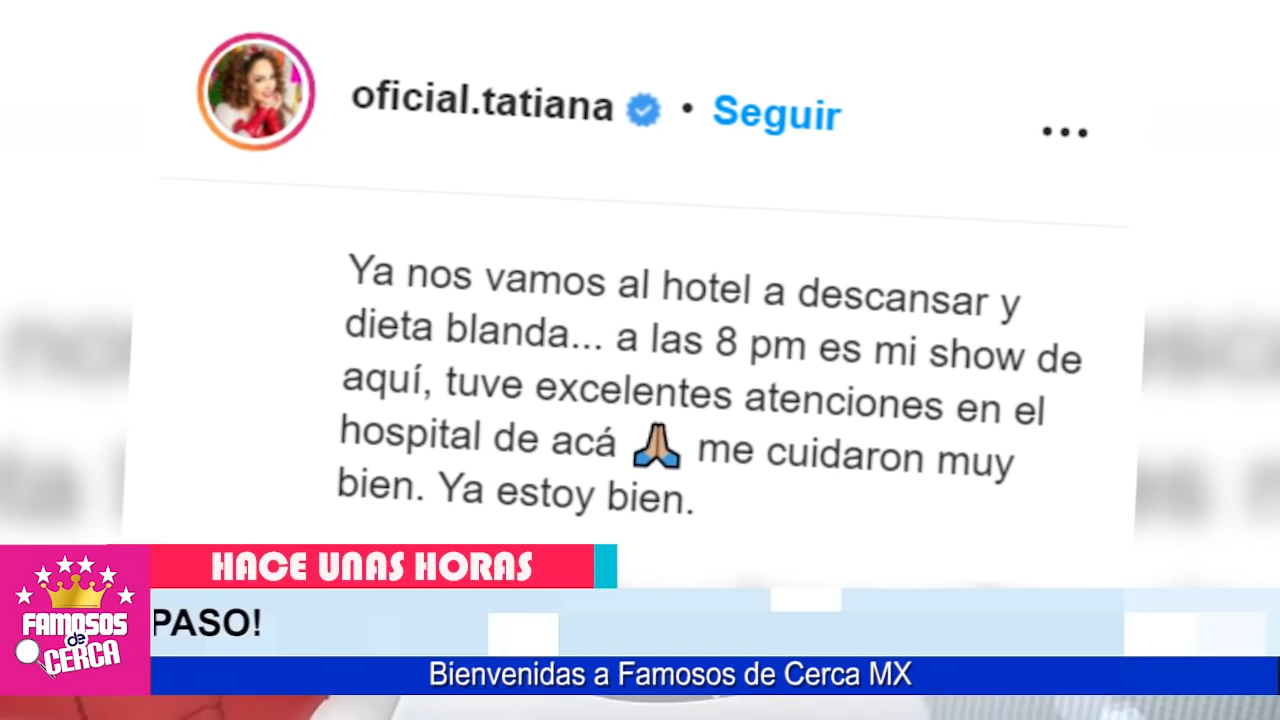 oficial.tatiana • Seguir
Ya nos vamos al hotel a descansar y
dieta blanda... a las 8 pm es mi show de
aquí, tuve excelentes atenciones en el
hospital de acá 🙏🏽 me cuidaron muy
bien. Ya estoy bien.
HACE UNAS HORAS
PASO!
FAMOSOS
de
CERCA
Bienvenidas a Famosos de Cerca MX